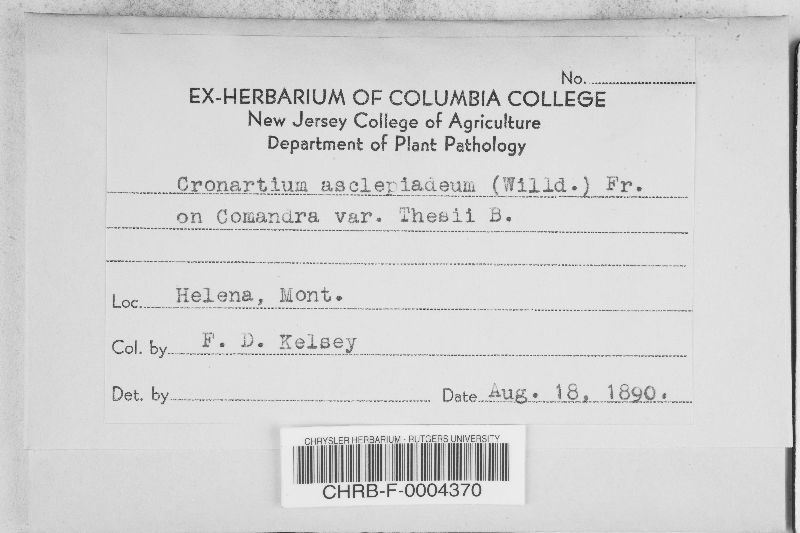 No.
EX-HERBARIUM OF COLUMBIA COLLEGE
New Jersey College of Agriculture
Department of Plant Pathology
Cronartium asclepiadeum (Willd.) Fr.
on Comandra var. Thesii B.
Loc. Helena, Mont.
Col. by F. D. Kelsey
Det. by Date Aug. 18, 1890.
CHRYSLER HERBARIUM - RUTGERS UNIVERSITY
CHRB-F-0004370